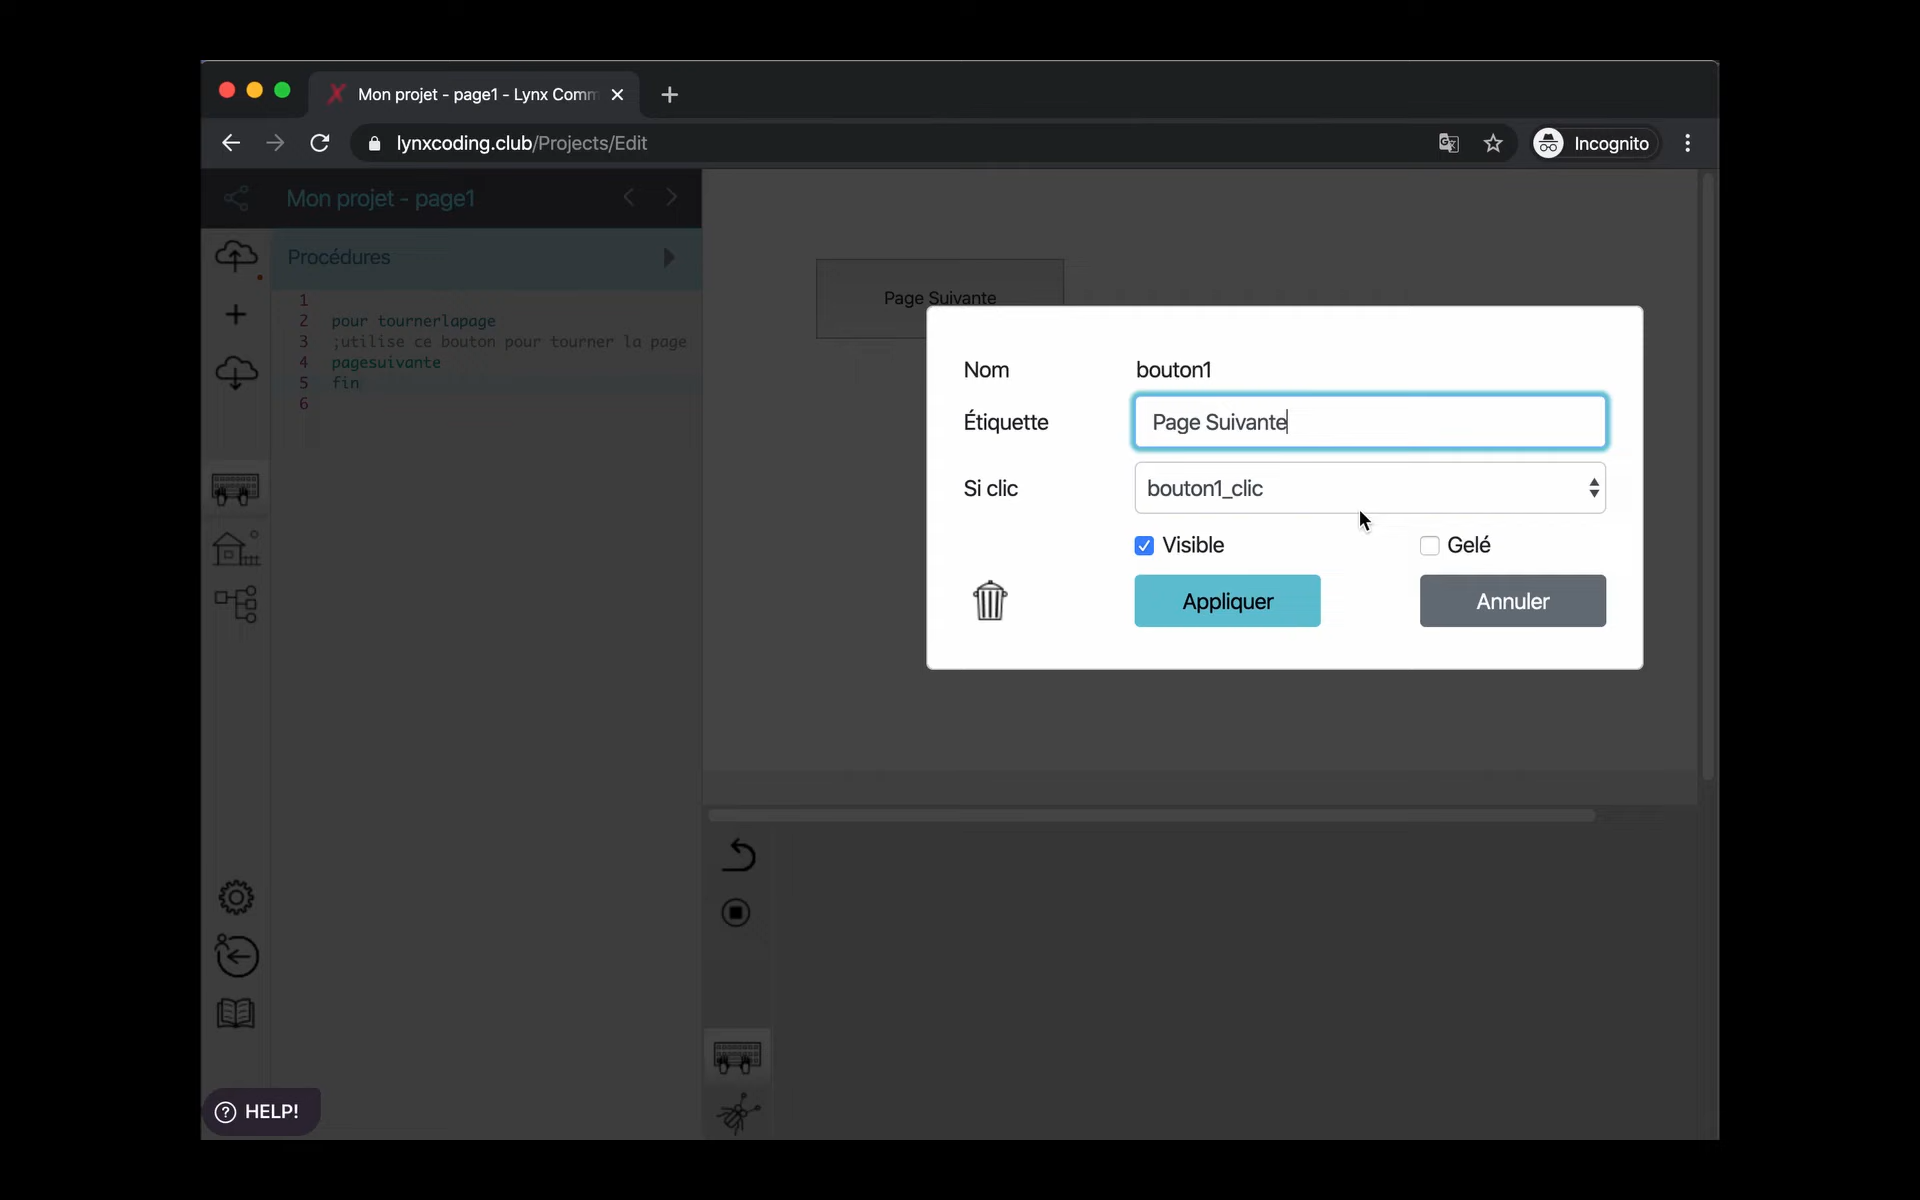 Mon projet - page1 - Lynx Comm
lynxcoding.club/Projects/Edit
Incognito
Mon projet - page1
Procédures
1
2 pour tournerlapage
3 ;utilise ce bouton pour tourner la page
4 pagesuivante
5 fin
6
Page Suivante
Nom bouton1
Étiquette Page Suivante
Si clic bouton1_clic
Visible Gelé
Appliquer Annuler
? HELP!